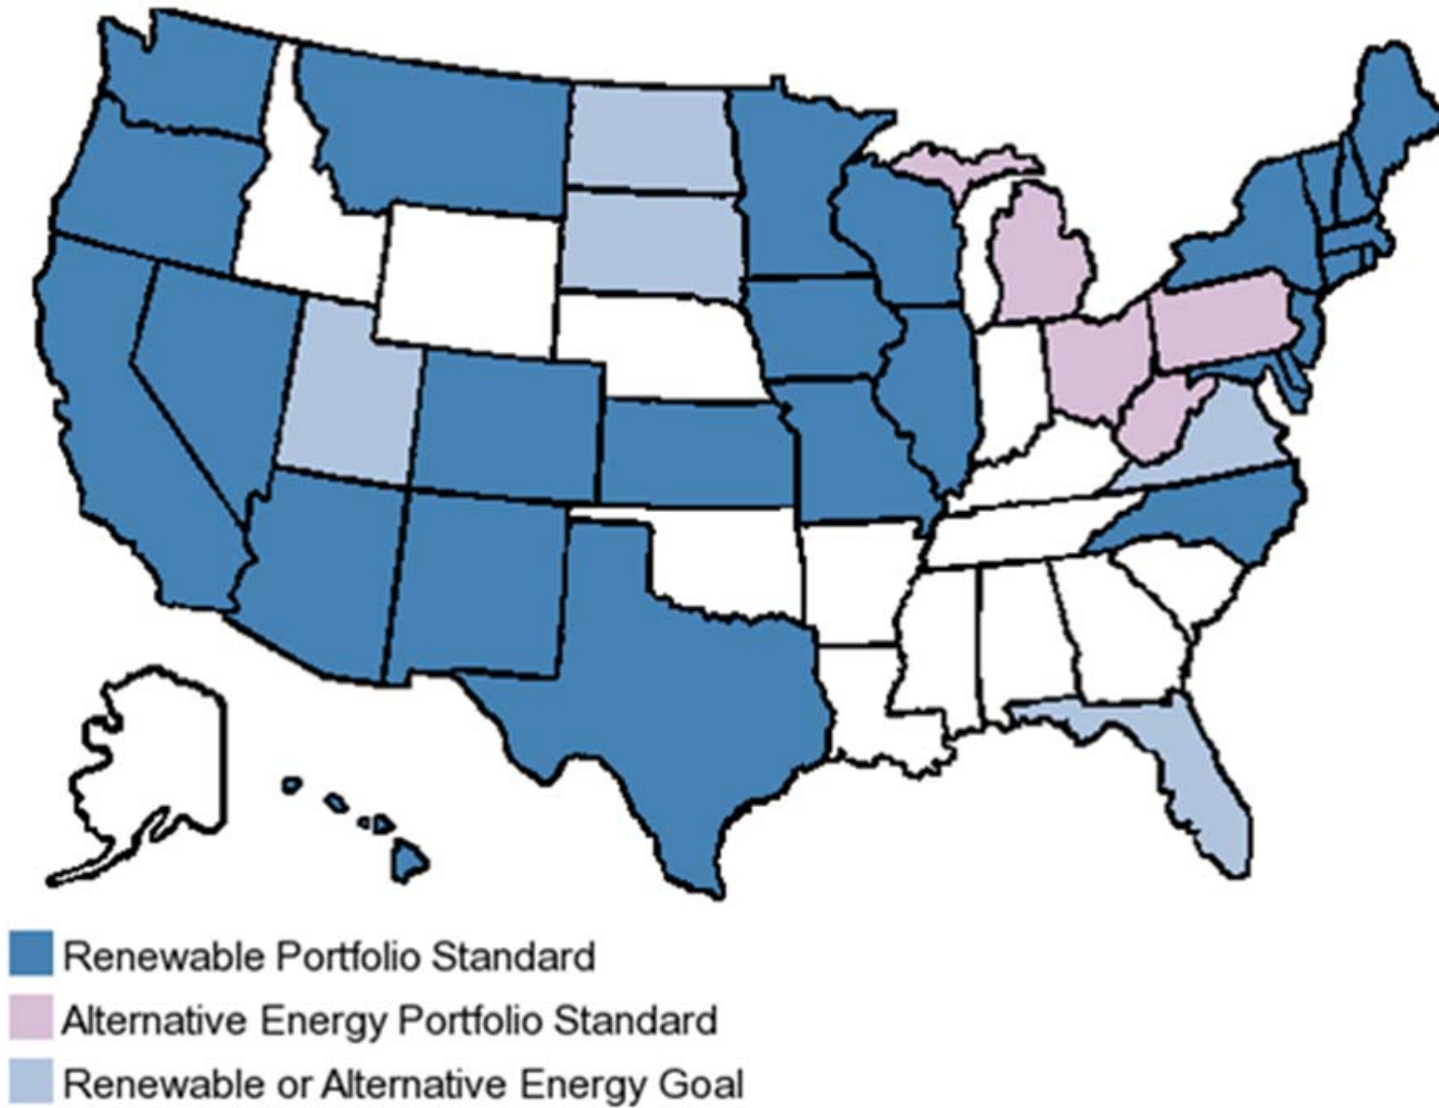 Renewable Portfolio Standard
Alternative Energy Portfolio Standard
Renewable or Alternative Energy Goal